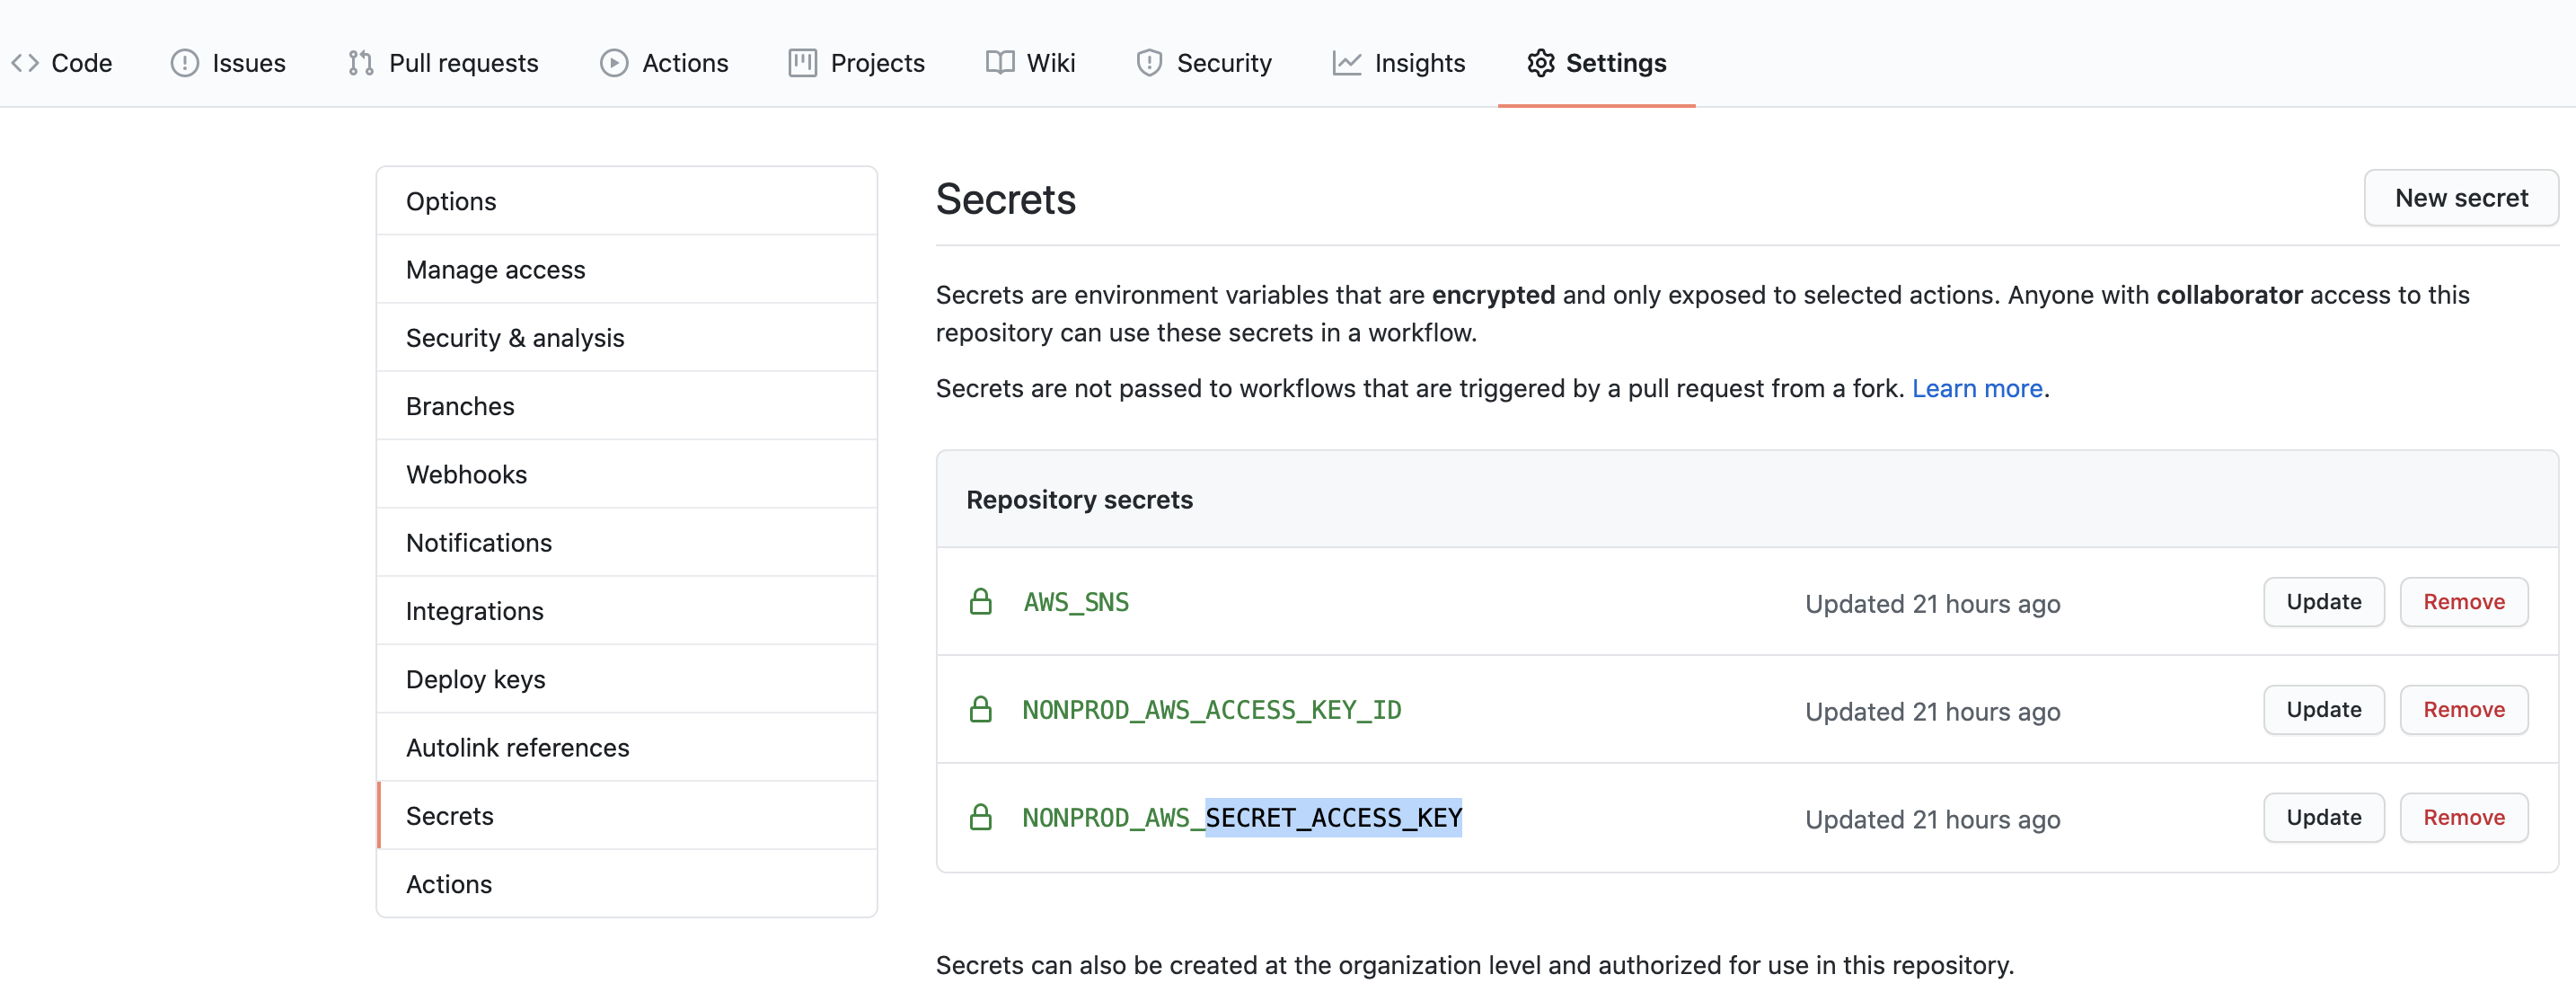 Code Issues Pull requests Actions Projects Wiki Security Insights Settings
Options
Manage access
Security & analysis
Branches
Webhooks
Notifications
Integrations
Deploy keys
Autolink references
Secrets
Actions
Secrets
New secret
Secrets are environment variables that are encrypted and only exposed to selected actions. Anyone with collaborator access to this
repository can use these secrets in a workflow.
Secrets are not passed to workflows that are triggered by a pull request from a fork. Learn more.
Repository secrets
AWS_SNS Updated 21 hours ago Update Remove
NONPROD_AWS_ACCESS_KEY_ID Updated 21 hours ago Update Remove
NONPROD_AWS_SECRET_ACCESS_KEY Updated 21 hours ago Update Remove
Secrets can also be created at the organization level and authorized for use in this repository.